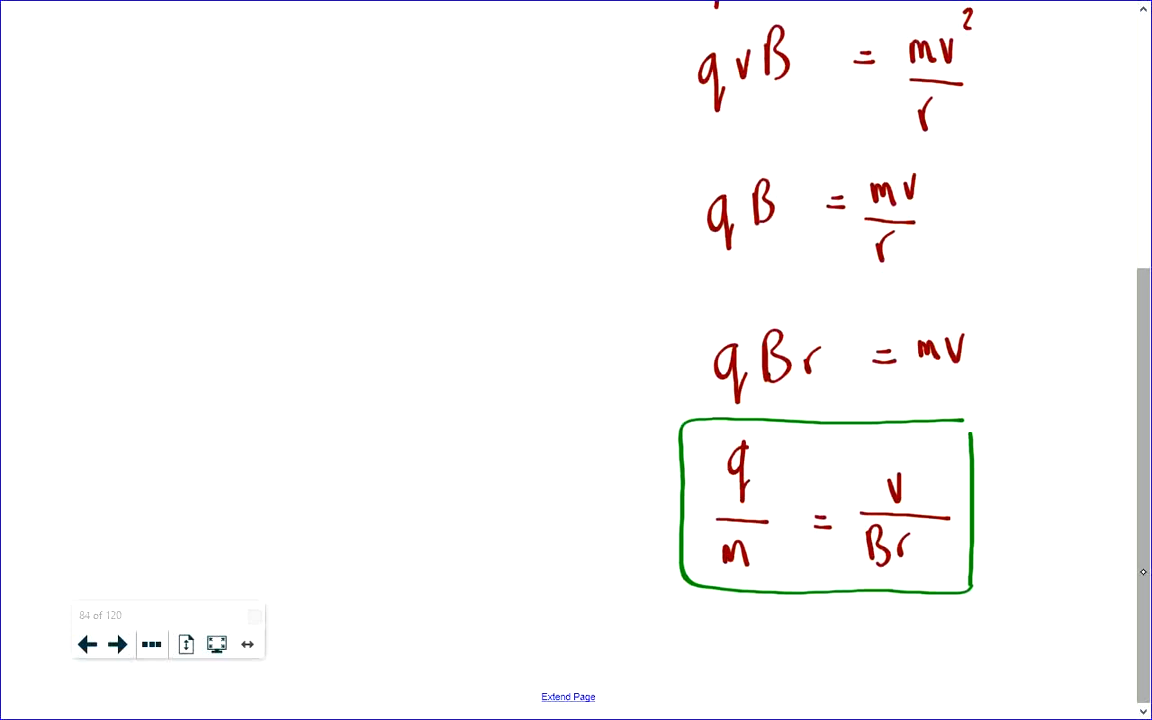 qvB = mv²/r
qB = mv/r
qBr = mv
q/m = v/Br
84 of 120
Extend Page